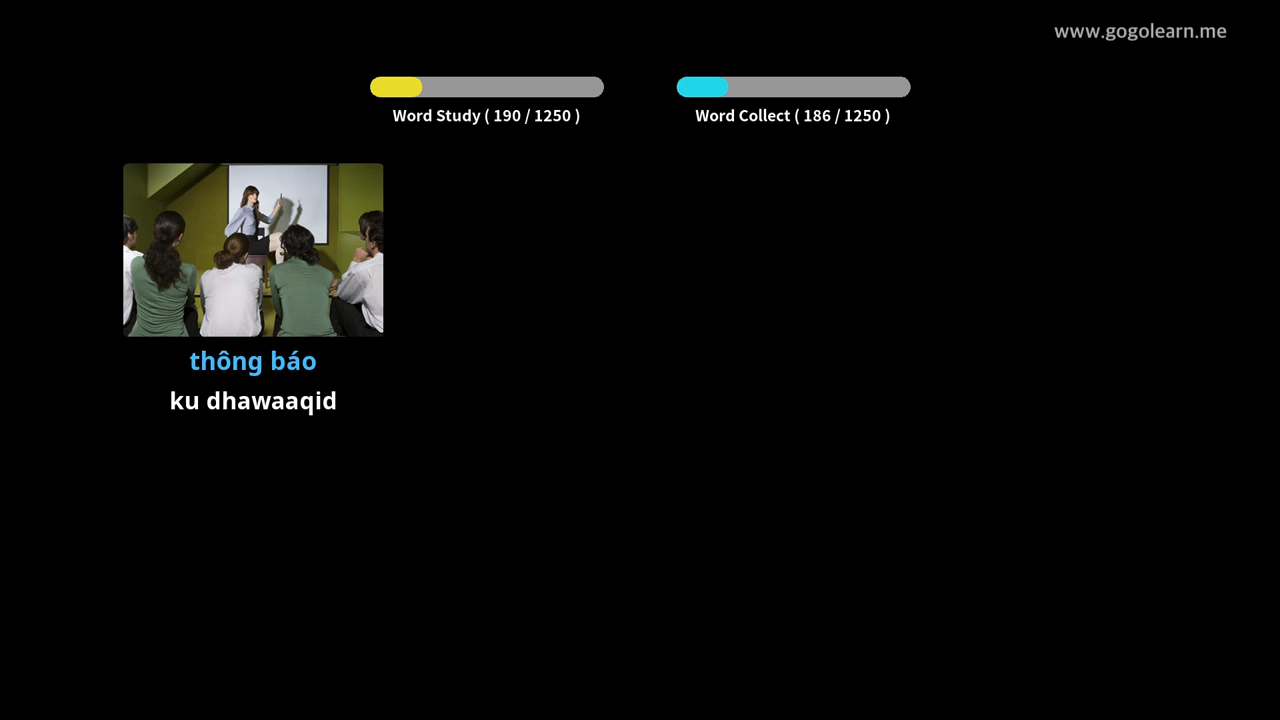 www.gogolearn.me
Word Study ( 190 / 1250 )
Word Collect ( 186 / 1250 )
thông báo
ku dhawaaqid